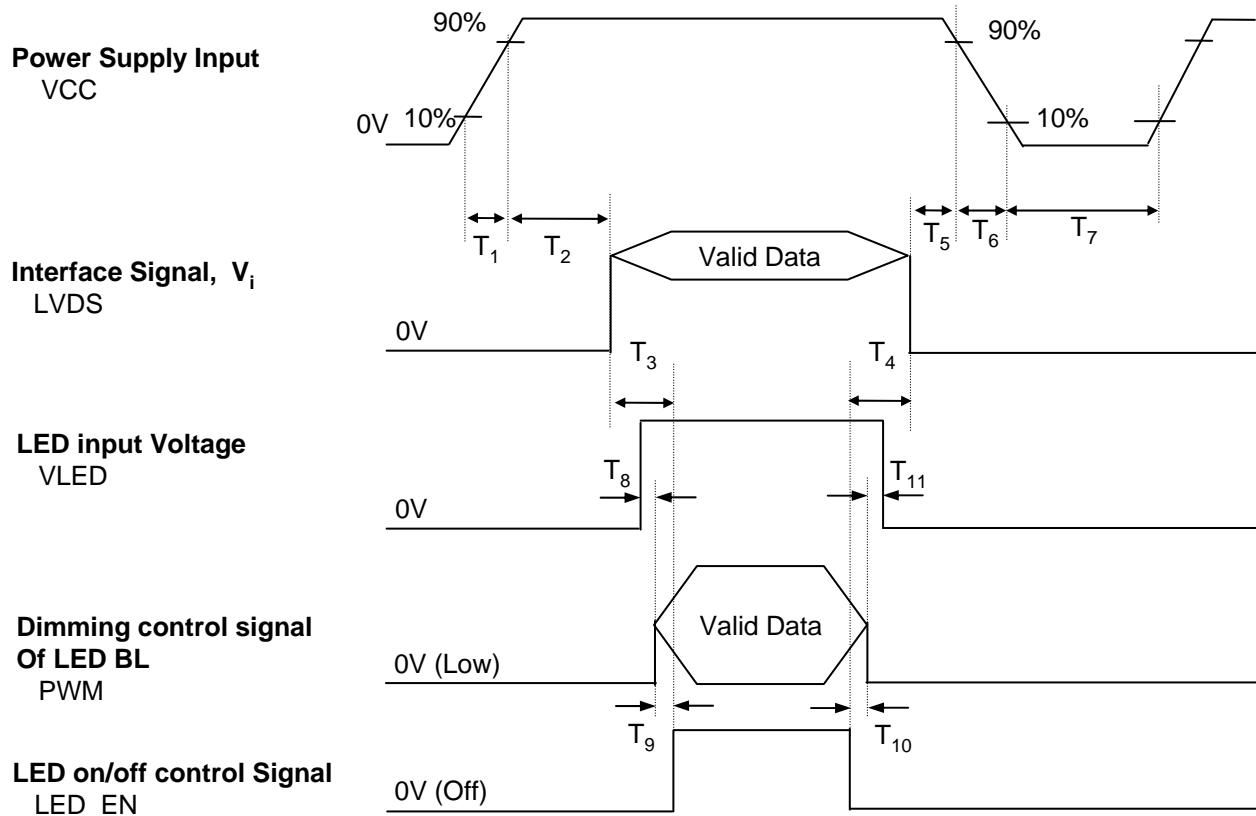 90%
90%
Power Supply Input
VCC
0V
10%
10%
T1
T2
T5
T6
T7
Valid Data
Interface Signal, Vi
LVDS
0V
T3
T4
LED input Voltage
VLED
T8
T11
0V
Dimming control signal
Of LED BL
PWM
Valid Data
0V (Low)
T9
T10
LED on/off control Signal
LED_EN
0V (Off)